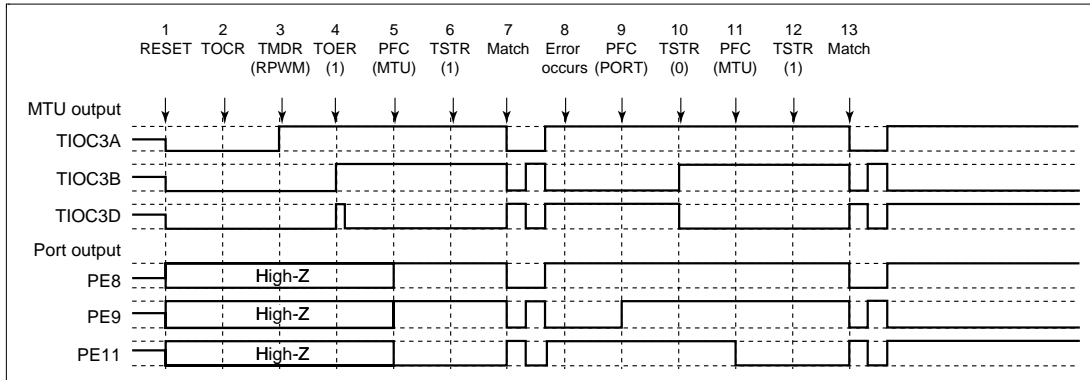 1 2 3 4 5 6 7 8 9 10 11 12 13
RESET TOCR TMDR TOER PFC TSTR Match Error PFC TSTR PFC TSTR Match
(RPWM) (1) (MTU) (1) occurs (PORT) (0) (MTU) (1)
MTU output
TIOC3A
TIOC3B
TIOC3D
Port output
PE8 High-Z
PE9 High-Z
PE11 High-Z